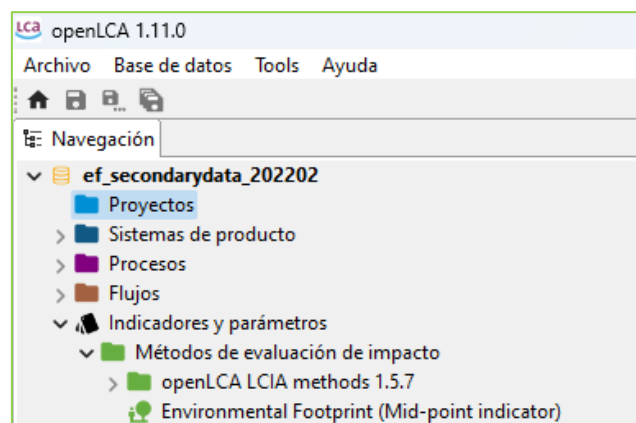 LCA openLCA 1.11.0
Archivo Base de datos Tools Ayuda
Navegación
ef_secondarydata_202202
Proyectos
Sistemas de producto
Procesos
Flujos
Indicadores y parámetros
Métodos de evaluación de impacto
openLCA LCIA methods 1.5.7
Environmental Footprint (Mid-point indicator)